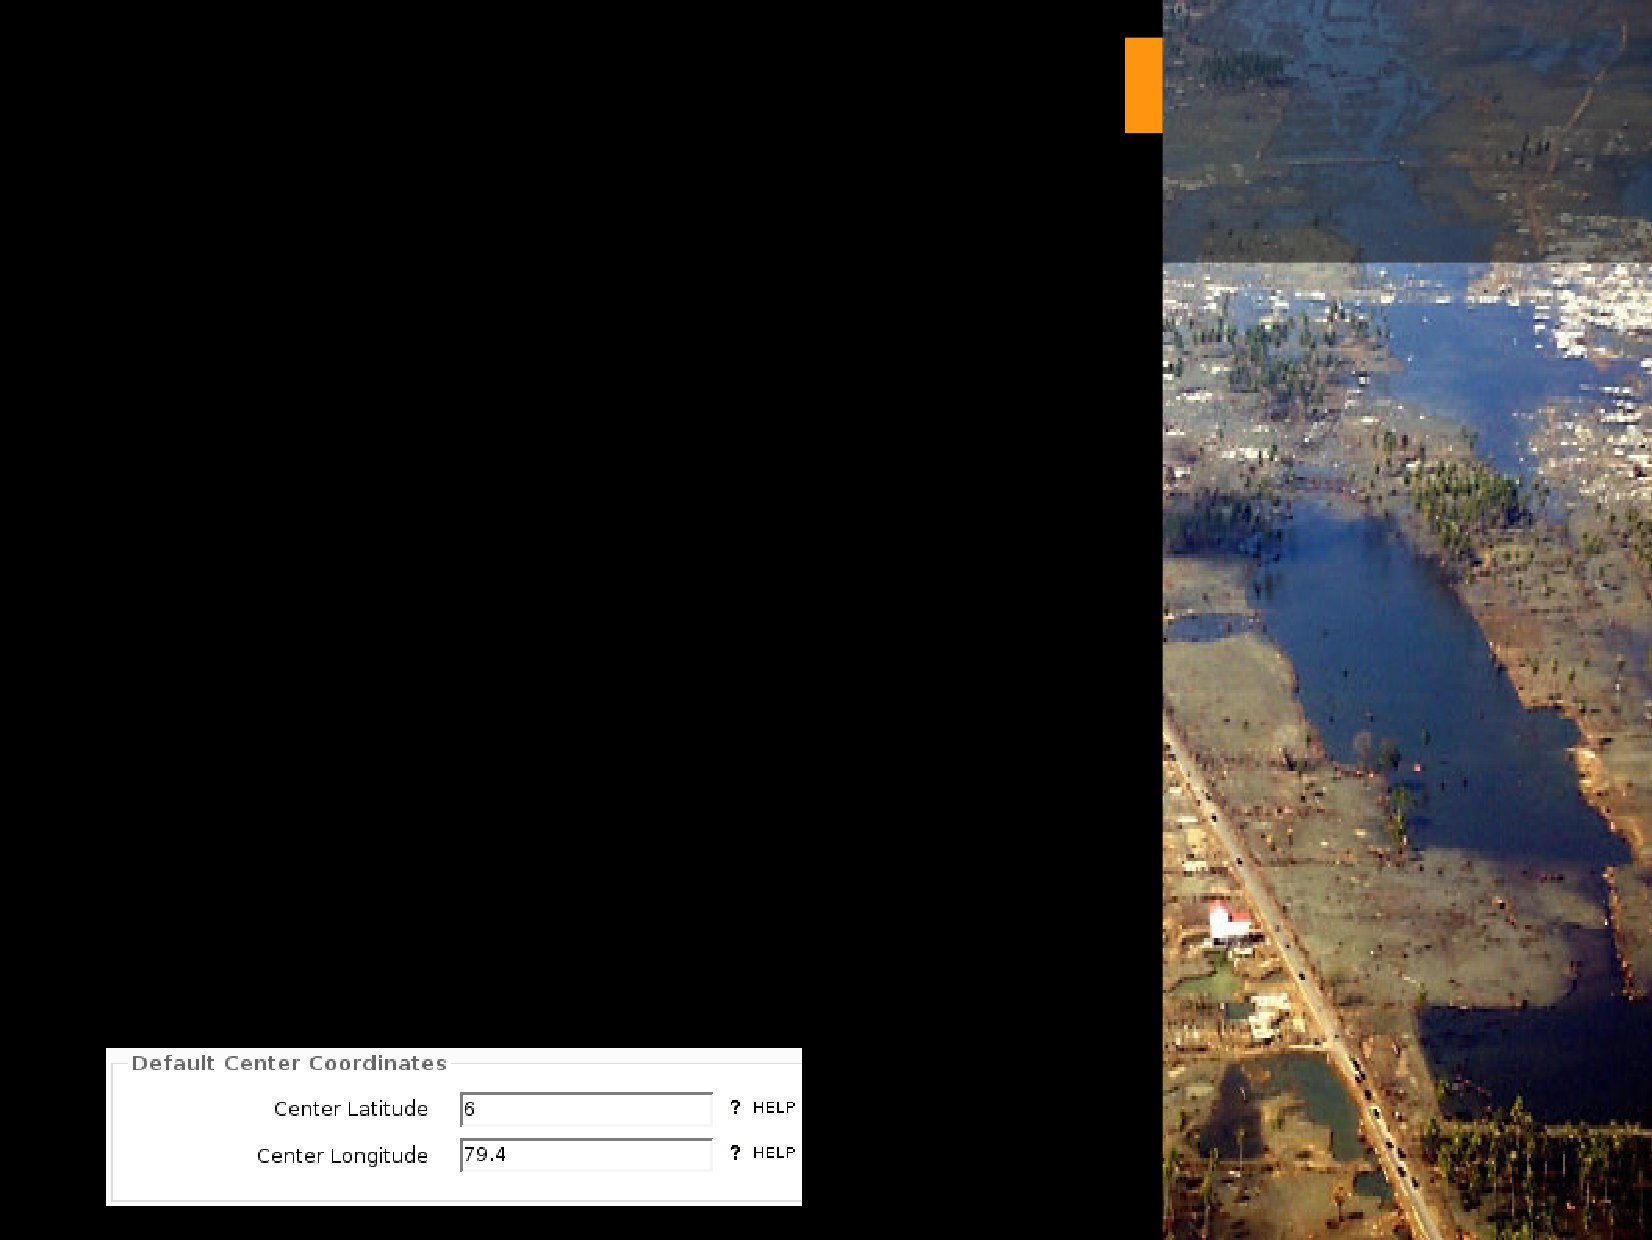 Default Center Coordinates
Center Latitude 6 ? HELP
Center Longitude 79.4 ? HELP